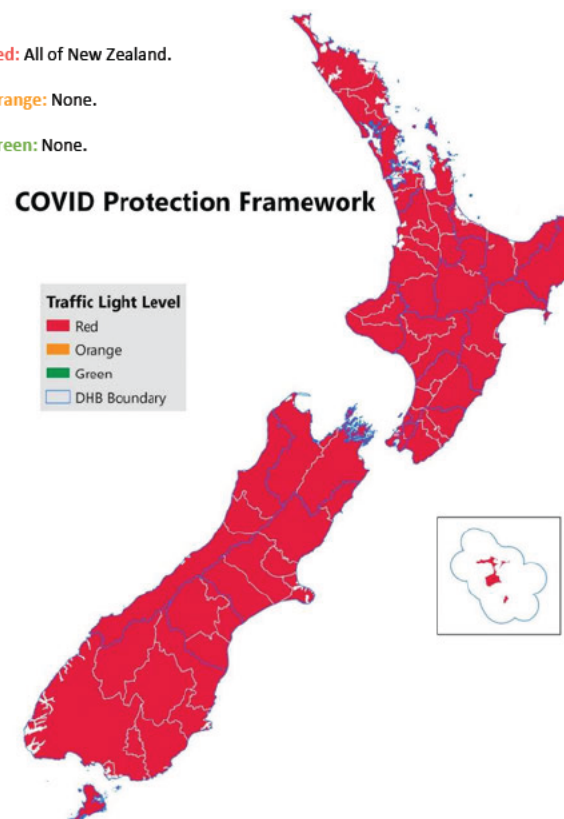 ed: All of New Zealand.
range: None.
reen: None.
COVID Protection Framework
Traffic Light Level
Red
Orange
Green
DHB Boundary